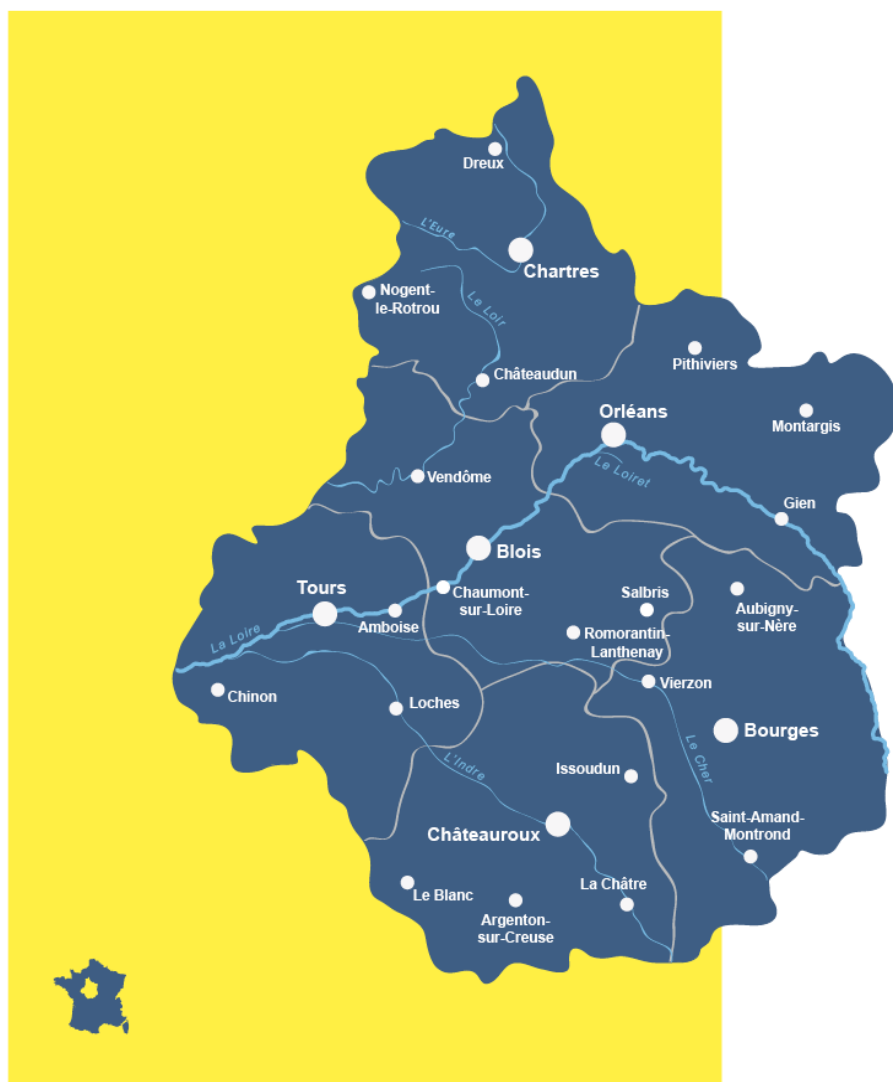 Dreux
L'Eure
Chartres
Nogent-
le-Rotrou
Le Loir
Pithiviers
Châteaudun
Orléans
Montargis
Le Loiret
Vendôme
Gien
Blois
Tours
Chaumont-
sur-Loire
Salbris
Aubigny-
sur-Nère
Amboise
La Loire
Romorantin-
Lanthenay
Vierzon
Chinon
Loches
Bourges
Le Cher
L'Indre
Issoudun
Saint-Amand-
Montrond
Châteauroux
La Châtre
Le Blanc
Argenton-
sur-Creuse